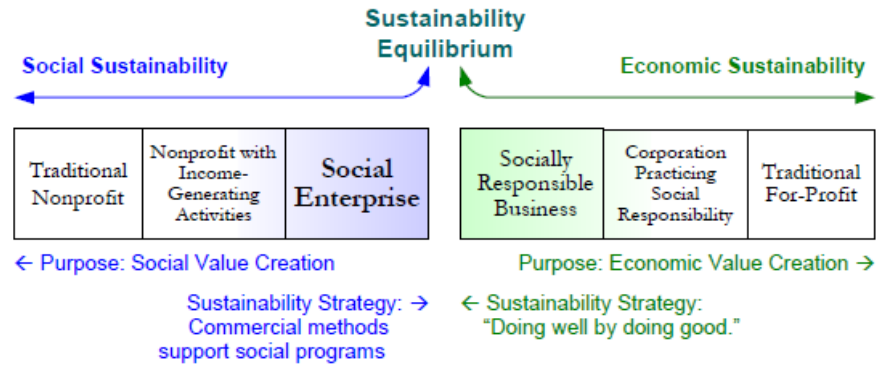 Sustainability
Equilibrium
Social Sustainability
Economic Sustainability
Traditional
Nonprofit
Nonprofit with
Income-
Generating
Activities
Social
Enterprise
Socially
Responsible
Business
Corporation
Practicing
Social
Responsibility
Traditional
For-Profit
← Purpose: Social Value Creation
Purpose: Economic Value Creation →
Sustainability Strategy: →
Commercial methods
support social programs
← Sustainability Strategy:
“Doing well by doing good.”